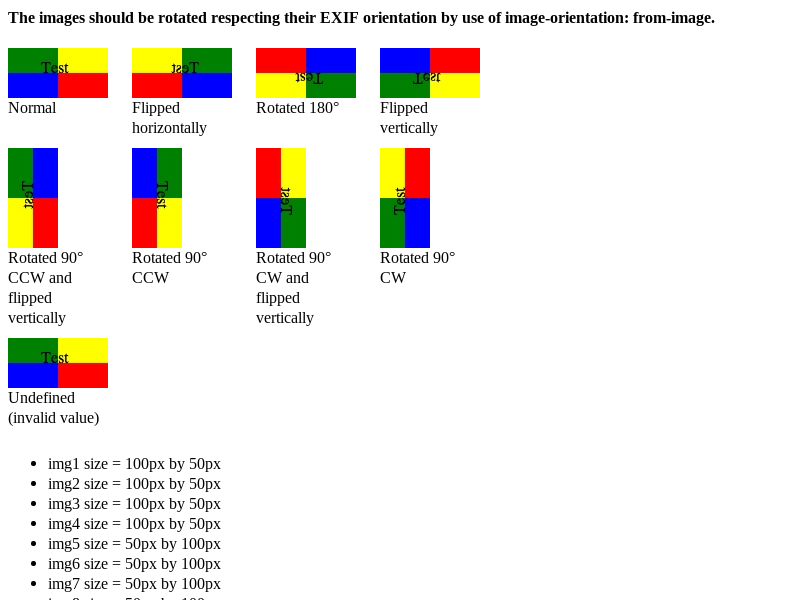 The images should be rotated respecting their EXIF orientation by use of image-orientation: from-image.
Test
Test
Test
Test
Normal
Flipped
horizontally
Rotated 180°
Flipped
vertically
Test
Test
Test
Test
Rotated 90°
CCW and
flipped
vertically
Rotated 90°
CCW
Rotated 90°
CW and
flipped
vertically
Rotated 90°
CW
Test
Undefined
(invalid value)
• img1 size = 100px by 50px
• img2 size = 100px by 50px
• img3 size = 100px by 50px
• img4 size = 100px by 50px
• img5 size = 50px by 100px
• img6 size = 50px by 100px
• img7 size = 50px by 100px